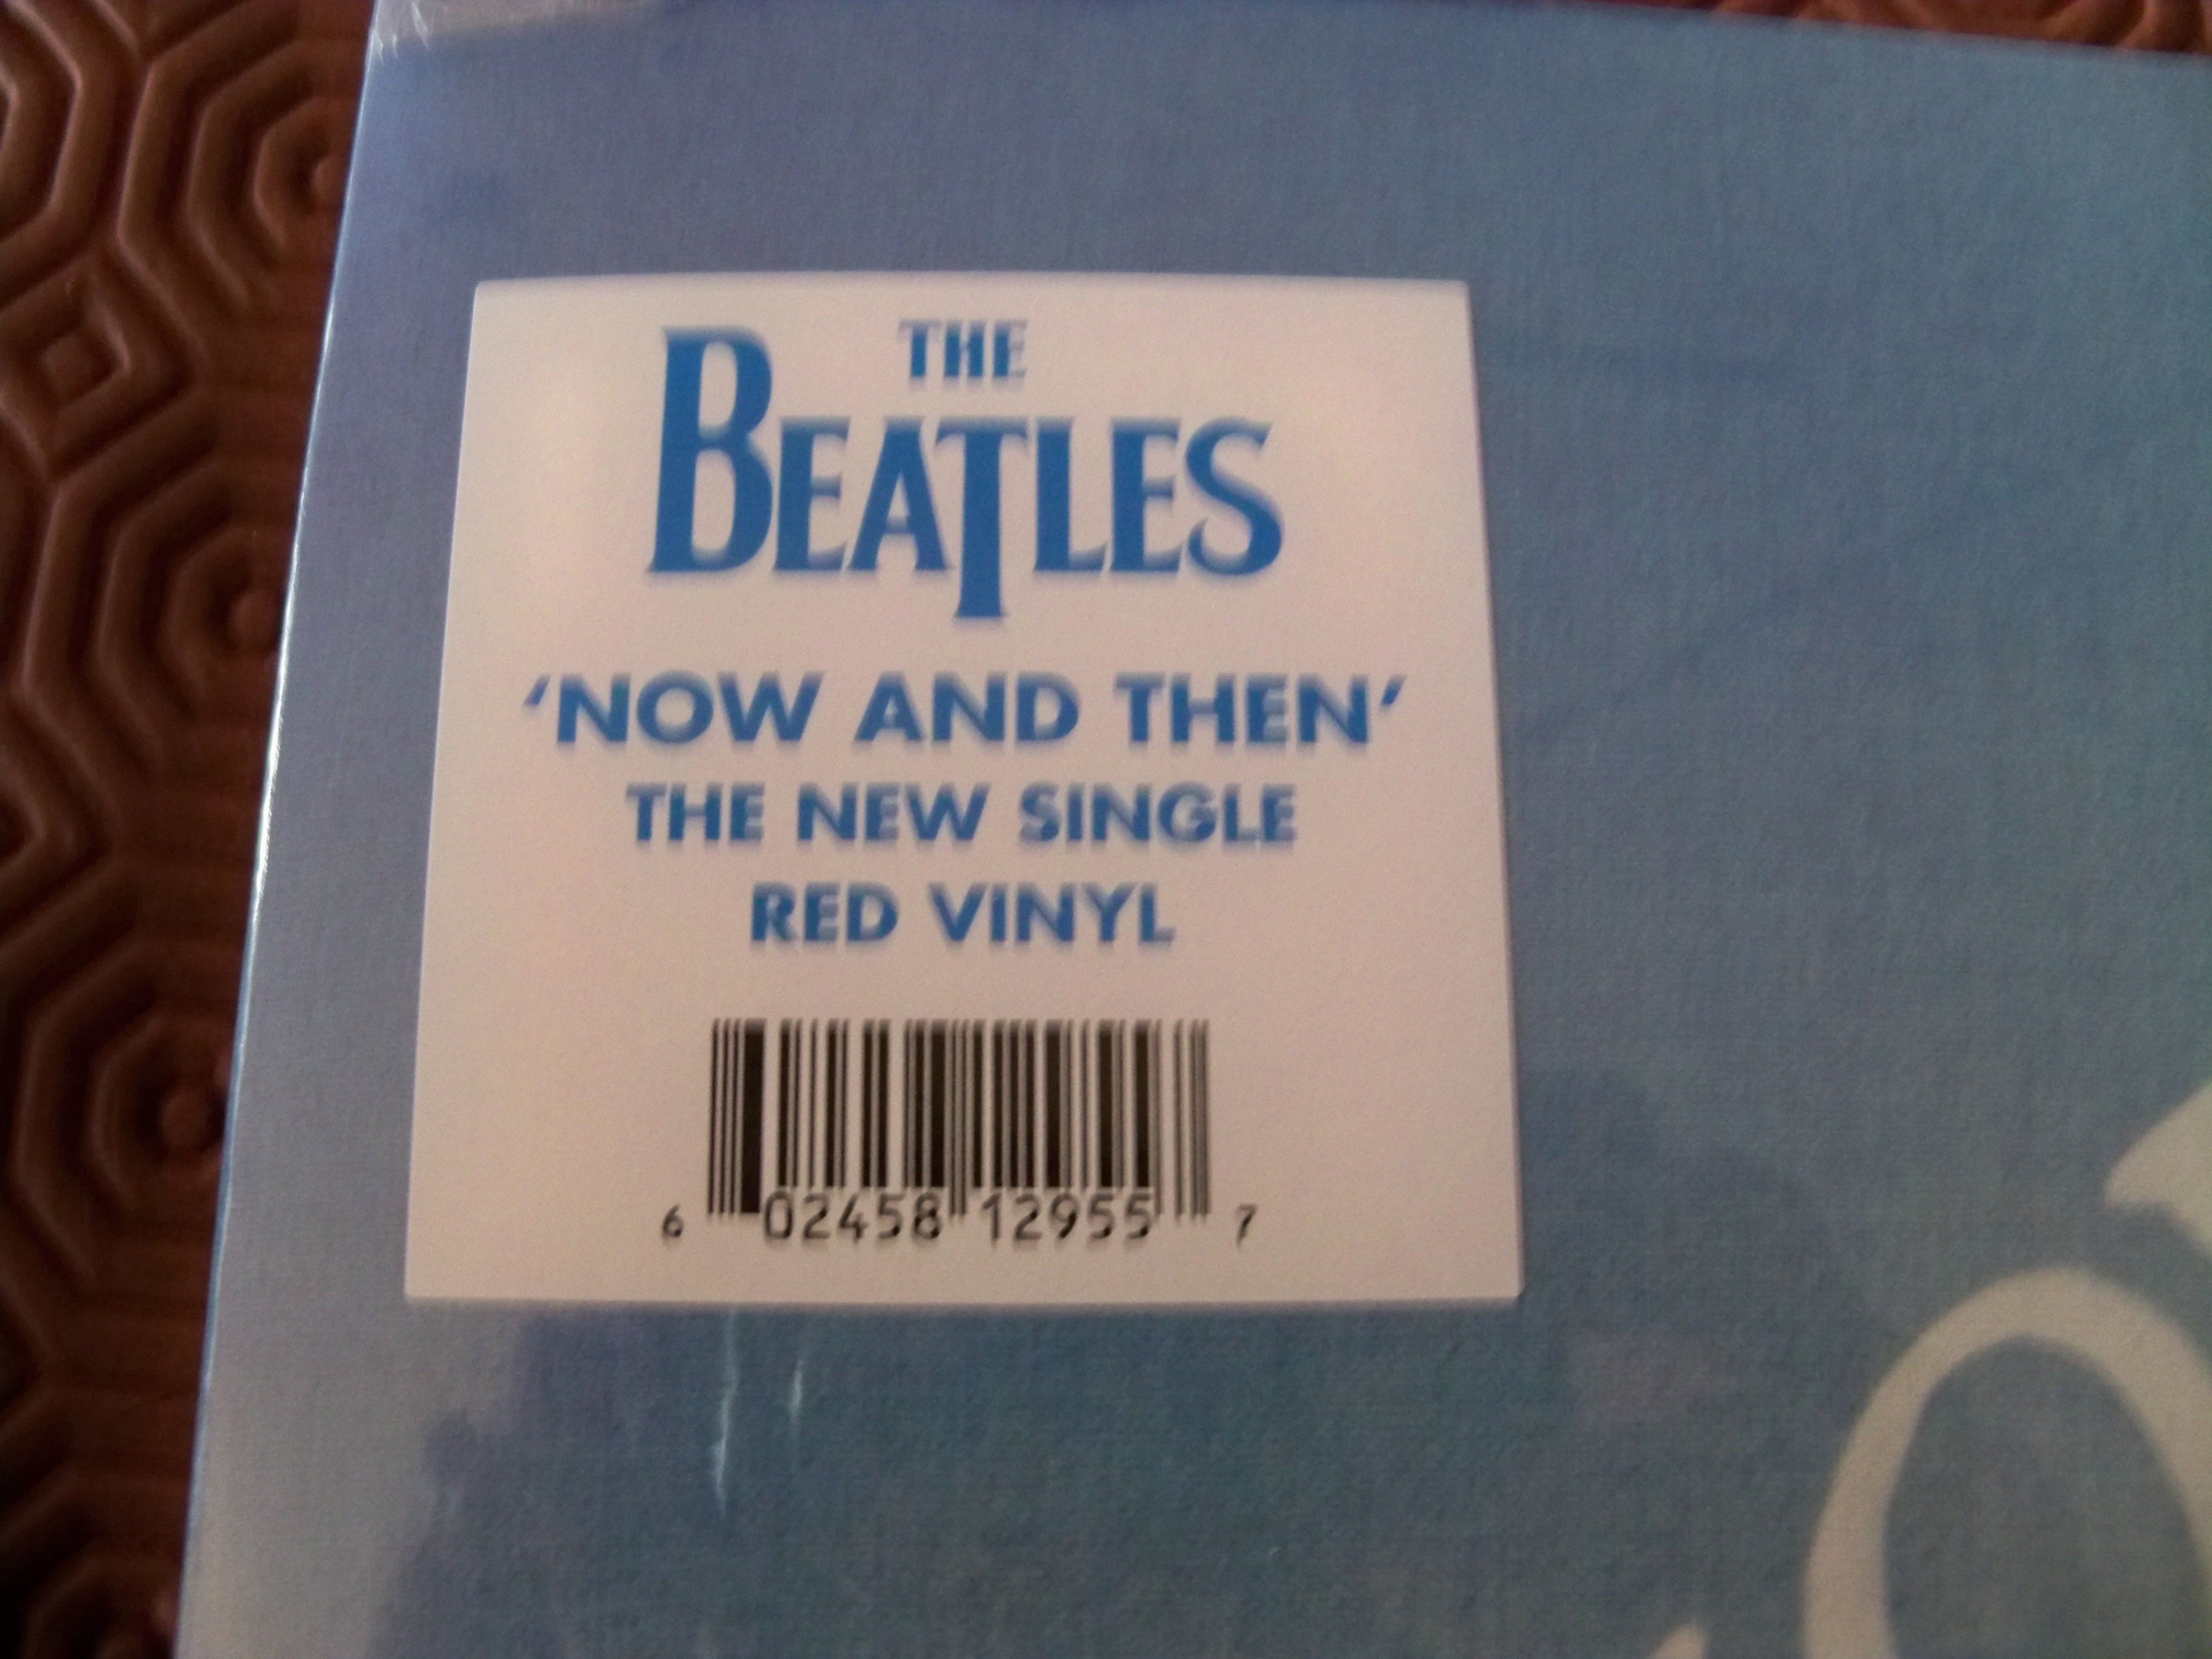 THE
BEATLES
‘NOW AND THEN’
THE NEW SINGLE
RED VINYL
6 02458 12955 7